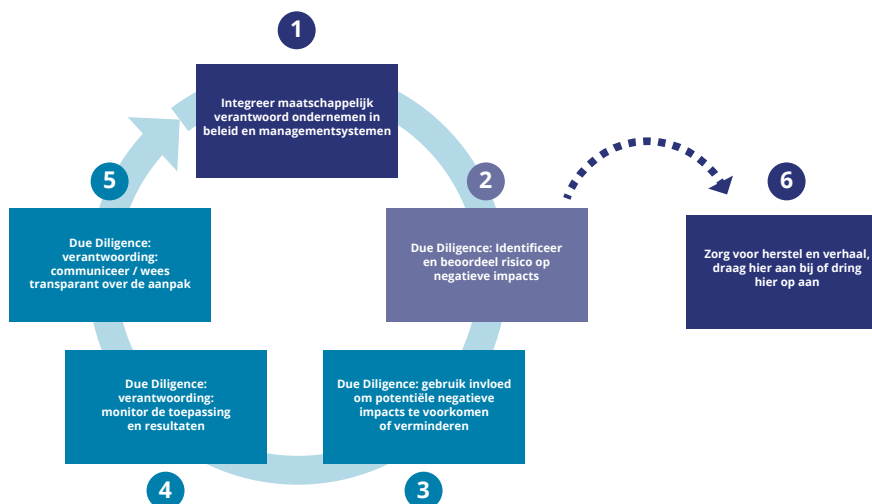 1
Integreer maatschappelijk
verantwoord ondernemen in
beleid en managementsystemen
2
Due Diligence: Identificeer
en beoordeel risico op
negatieve impacts
3
Due Diligence: gebruik invloed
om potentiële negatieve
impacts te voorkomen
of verminderen
4
Due Diligence:
verantwoording:
monitor de toepassing
en resultaten
5
Due Diligence:
verantwoording:
communiceer / wees
transparant over de aanpak
6
Zorg voor herstel en verhaal,
draag hier aan bij of dring
hier op aan